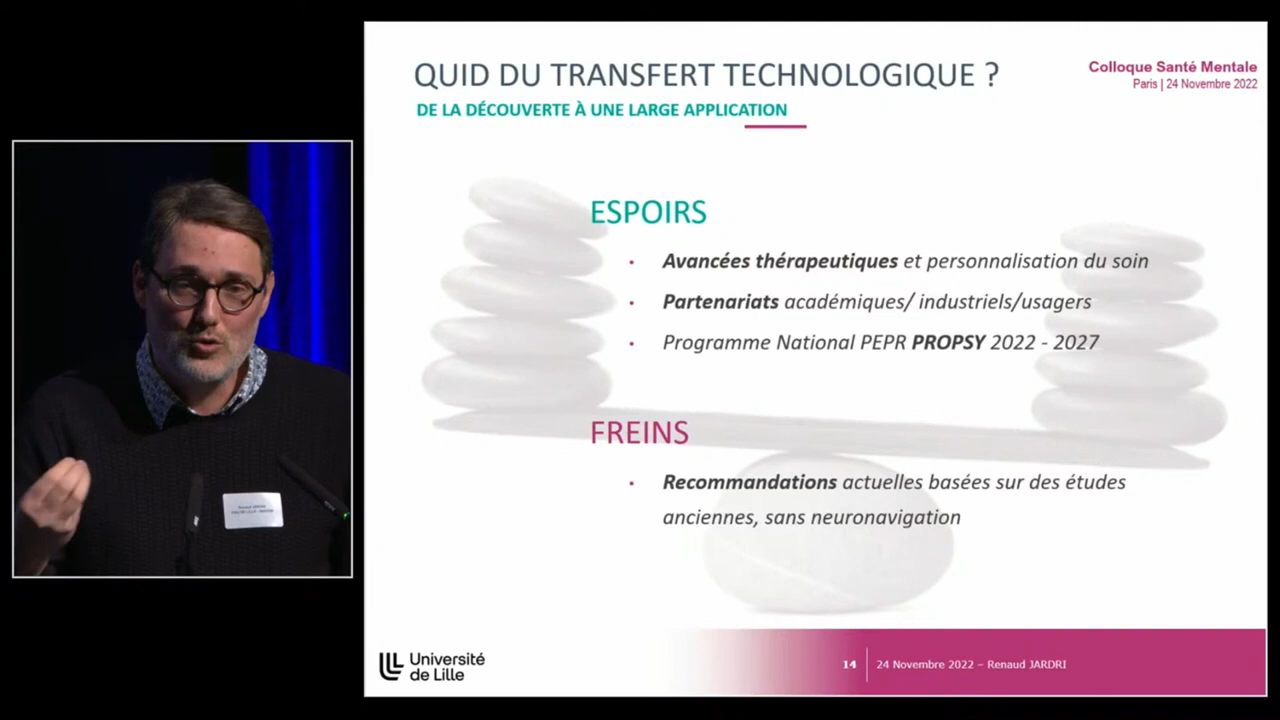 QUID DU TRANSFERT TECHNOLOGIQUE ?
DE LA DÉCOUVERTE À UNE LARGE APPLICATION
Colloque Santé Mentale
Paris | 24 Novembre 2022
ESPOIRS
• Avancées thérapeutiques et personnalisation du soin
• Partenariats académiques/ industriels/usagers
• Programme National PEPR PROPSY 2022 - 2027
FREINS
• Recommandations actuelles basées sur des études
anciennes, sans neuronavigation
Université
de Lille
14
24 Novembre 2022 – Renaud JARDRI